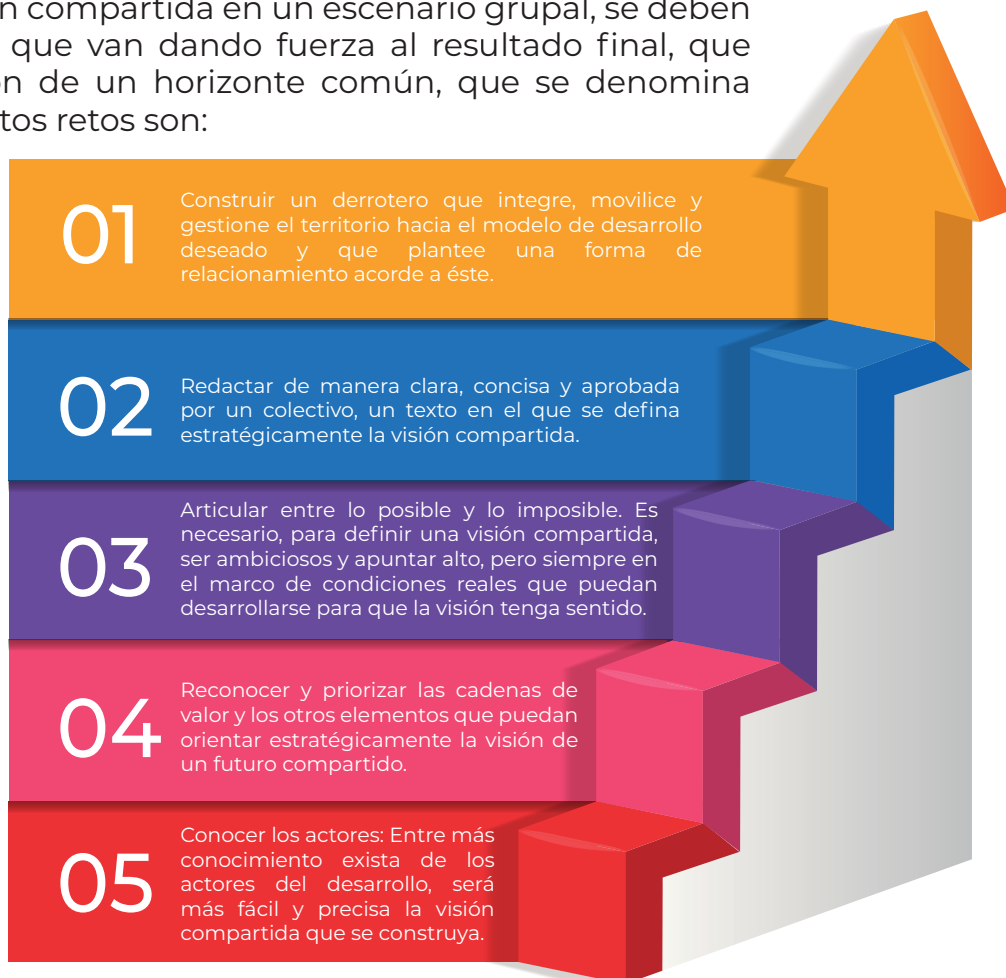 n compartida en un escenario grupal, se deben
que van dando fuerza al resultado final, que
n de un horizonte común, que se denomina
tos retos son:
01
Construir un derrotero que integre, movilice y
gestione el territorio hacia el modelo de desarrollo
deseado y que plantee una forma de
relacionamiento acorde a éste.
02
Redactar de manera clara, concisa y aprobada
por un colectivo, un texto en el que se defina
estratégicamente la visión compartida.
03
Articular entre lo posible y lo imposible. Es
necesario, para definir una visión compartida,
ser ambiciosos y apuntar alto, pero siempre en
el marco de condiciones reales que puedan
desarrollarse para que la visión tenga sentido.
04
Reconocer y priorizar las cadenas de
valor y los otros elementos que puedan
orientar estratégicamente la visión de
un futuro compartido.
05
Conocer los actores: Entre más
conocimiento exista de los
actores del desarrollo, será
más fácil y precisa la visión
compartida que se construya.